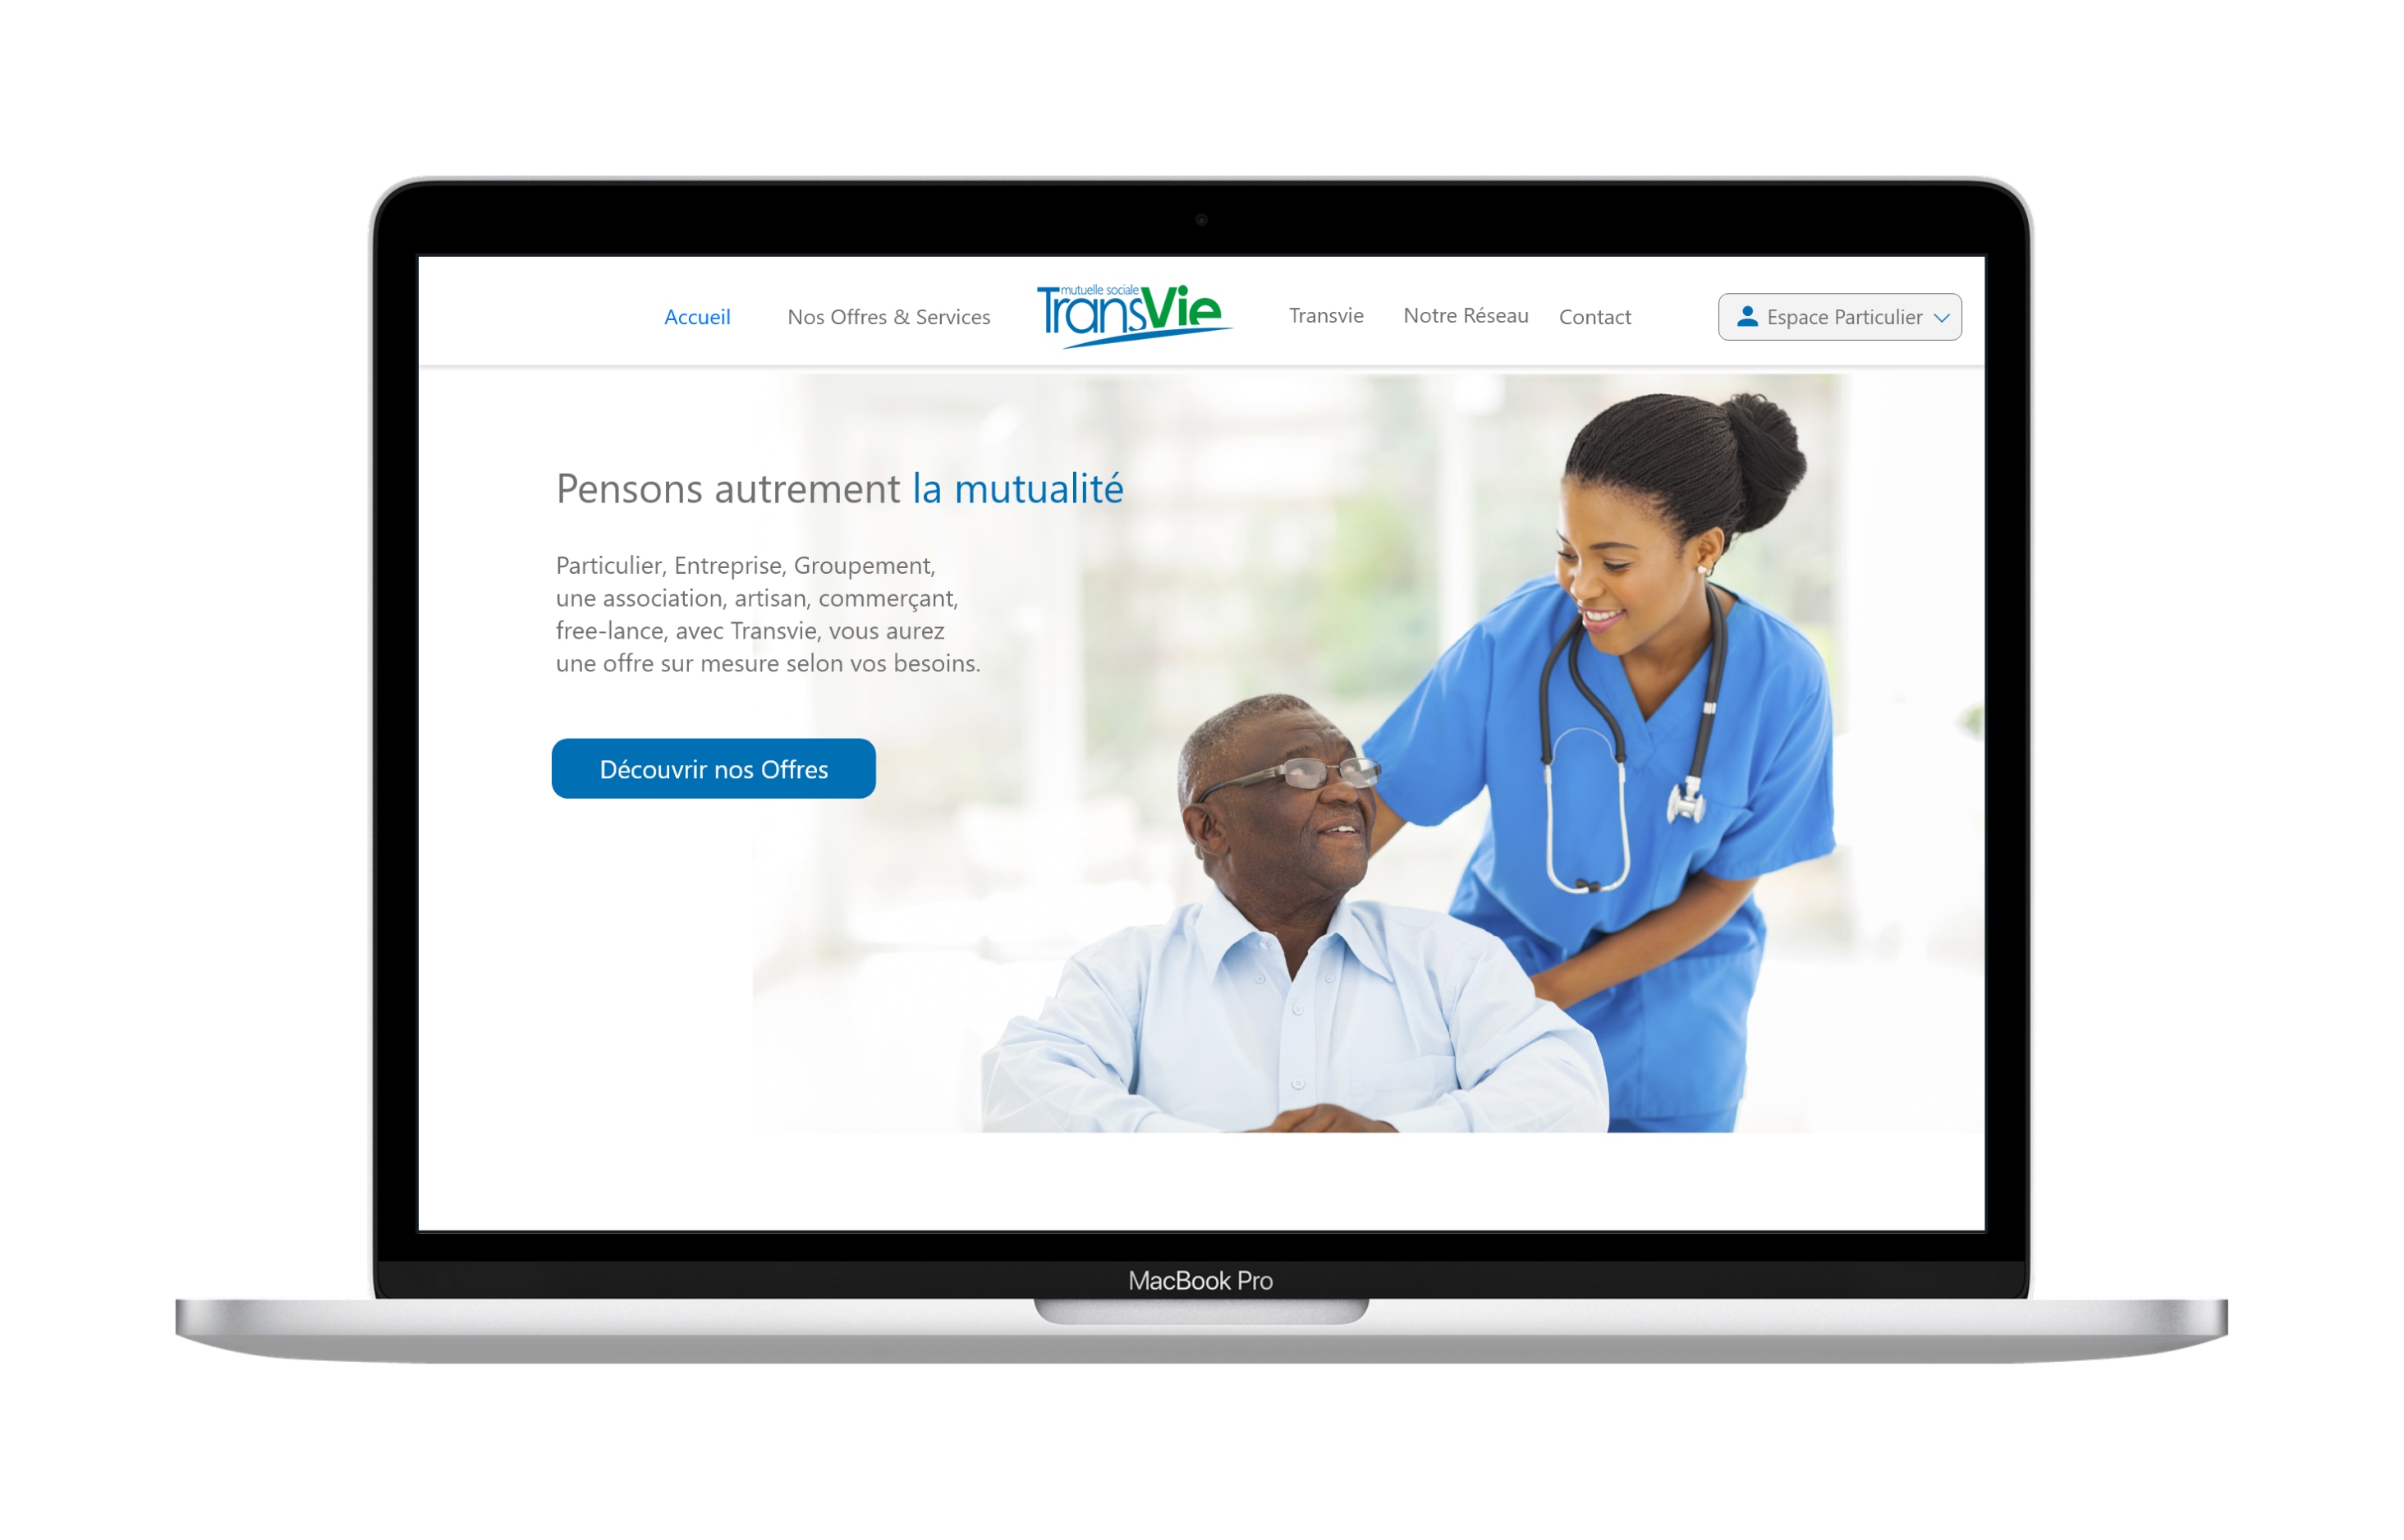 Accueil
Nos Offres & Services
mutuelle sociale
TransVie
Transvie
Notre Réseau
Contact
Espace Particulier
Pensons autrement la mutualité
Particulier, Entreprise, Groupement,
une association, artisan, commerçant,
free-lance, avec Transvie, vous aurez
une offre sur mesure selon vos besoins.
Découvrir nos Offres
MacBook Pro